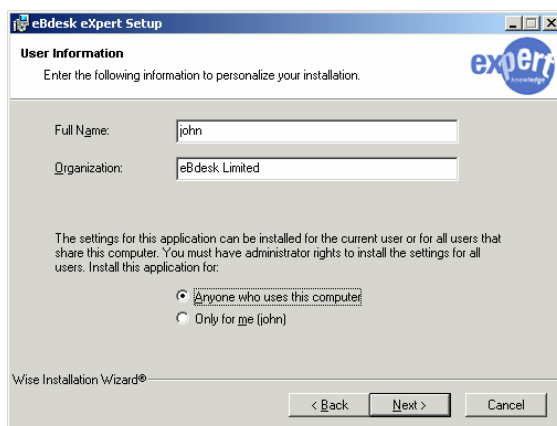 eBdesk eXpert Setup
User Information
Enter the following information to personalize your installation.
expert
knowledge
Full Name:
john
Organization:
eBdesk Limited
The settings for this application can be installed for the current user or for all users that
share this computer. You must have administrator rights to install the settings for all
users. Install this application for:
Anyone who uses this computer
Only for me (john)
Wise Installation Wizard®
< Back
Next >
Cancel